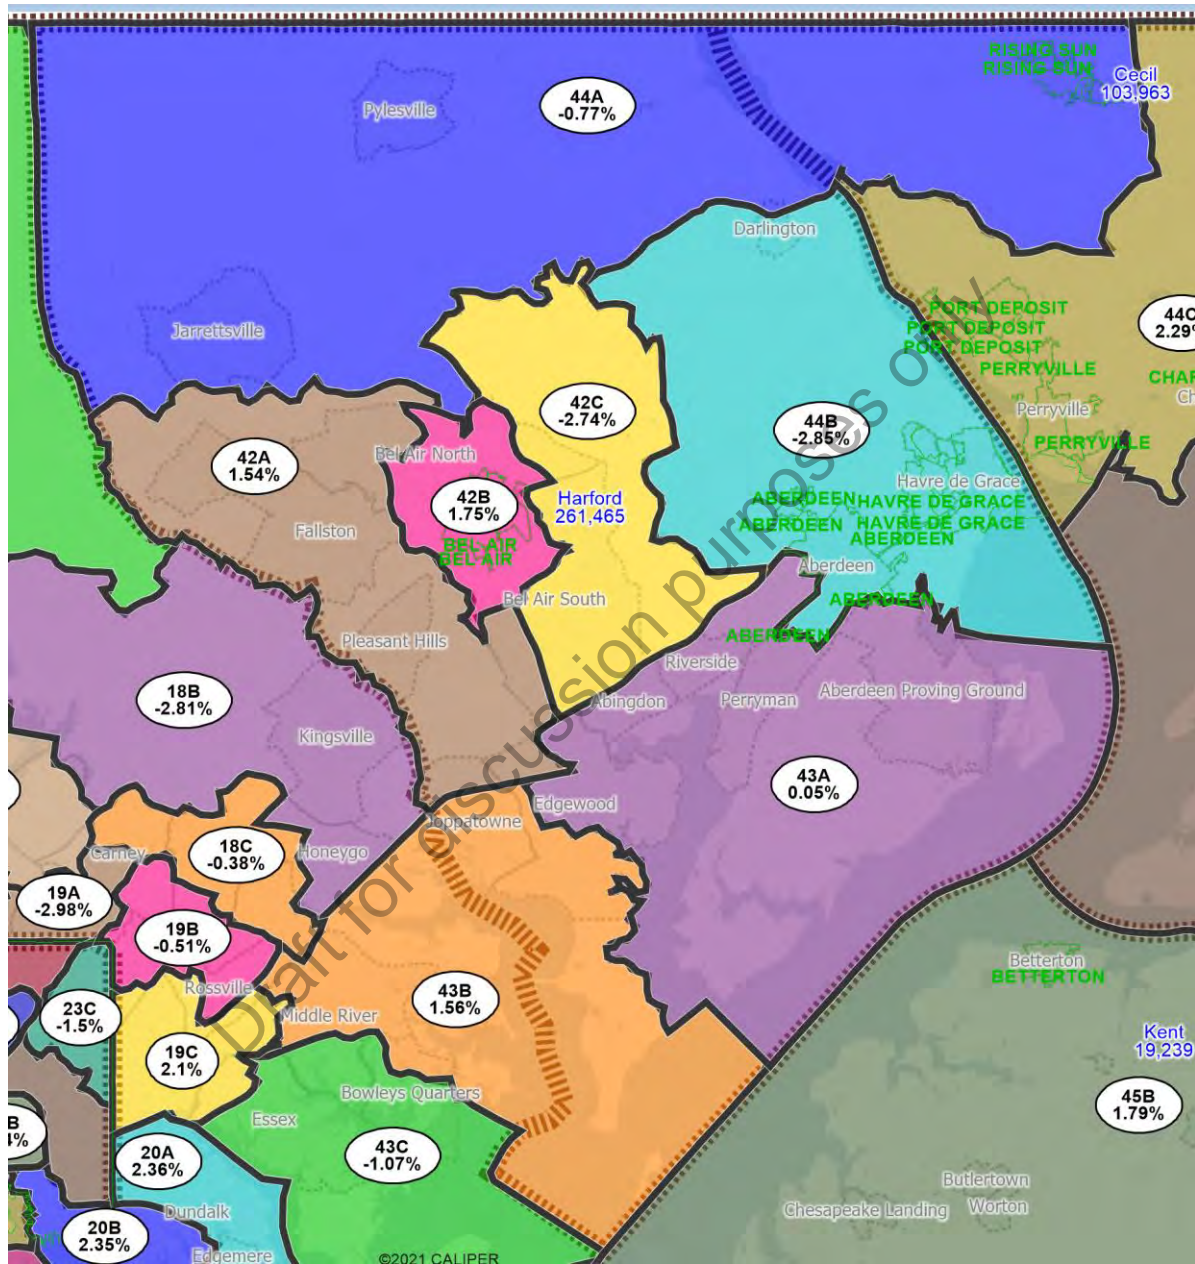 RISING SUN
RISING SUN
Cecil
103,963
44A
-0.77%
Pylesville
Darlington
PORT DEPOSIT
PORT DEPOSIT
PORT DEPOSIT
44C
2.29%
Jarrettsville
PERRYVILLE
CHAR
Ch
Perryville
42C
-2.74%
44B
-2.85%
PERRYVILLE
42A
1.54%
Bel Air North
42B
1.75%
Harford
261,465
Havre de Grace
ABERDEEN
HAVRE DE GRACE
ABERDEEN
HAVRE DE GRACE
ABERDEEN
Fallston
BEL AIR
BEL AIR
Aberdeen
Bel Air South
ABERDEEN
Pleasant Hills
ABERDEEN
Riverside
18B
-2.81%
Abingdon
Perryman
Aberdeen Proving Ground
Kingsville
43A
0.05%
Edgewood
Joppatowne
18C
-0.38%
Carney
Honeygo
19A
-2.98%
19B
-0.51%
Betterton
BETTERTON
Rossville
43B
1.56%
23C
-1.5%
Middle River
Kent
19,239
19C
2.1%
Bowleys Quarters
45B
1.79%
Essex
B
4%
43C
-1.07%
20A
2.36%
Butlertown
Chesapeake Landing
Worton
Dundalk
20B
2.35%
Edgemere
©2021 CALIPER
Draft for discussion purposes only